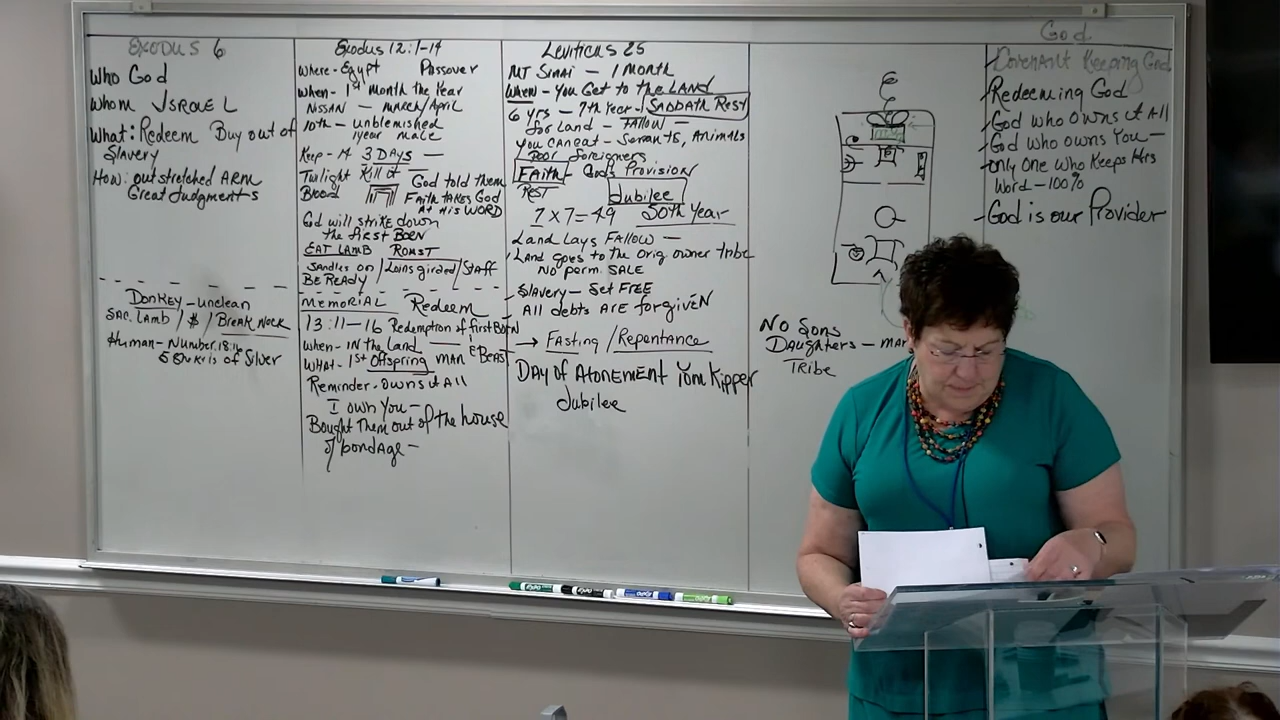 Exodus 6
Who God
Whom Israel
What: Redeem Buy out of
Slavery
How: outstretched ARM
Great Judgments
Donkey - unclean
Sac. Lamb / $ / Break Neck
Human - Number 18:16
5 Shekels of Silver
Exodus 12:1-14
Where - Egypt Passover
When - 1st Month the Year
Nissan - March/April
10th - unblemished
1 year male
Keep - 3 DAYS -
Twilight Kill it -
Blood God told them
Faith takes God
At His WORD
God will strike down
the first BORN
EAT LAMB ROAST
Sandles on / Loins girded / Staff
BE READY
MEMORIAL Redeem
13:11-16 Redemption of first BORN
When - IN the Land
WHAT - 1st Offspring MAN & BEAST
Reminder - owns it All
I own You -
Bought Them out of the house
of bondage -
Leviticus 25
MT Sinai - 1 Month
When - You Get to the LAND
6 yrs - 7th Year - SABBATH REST
for Land - FALLOW -
you can eat - Servants, Animals
Poor foreigners
FAITH - God's Provision
REST
Jubilee
7 x 7 = 49 50th Year
Land Lays Fallow -
Land goes to the orig owner tribe
No perm. SALE
Slavery - Set FREE
All debts ARE forgiven
→ Fasting / Repentance
DAY of AtONEMENT Yom Kipper
Jubilee
No Sons
Daughters -
Tribe
God
Covenant Keeping God
Redeeming God
God who owns it All
God who owns You -
only One who Keeps His
Word - 100%
- God is our Provider